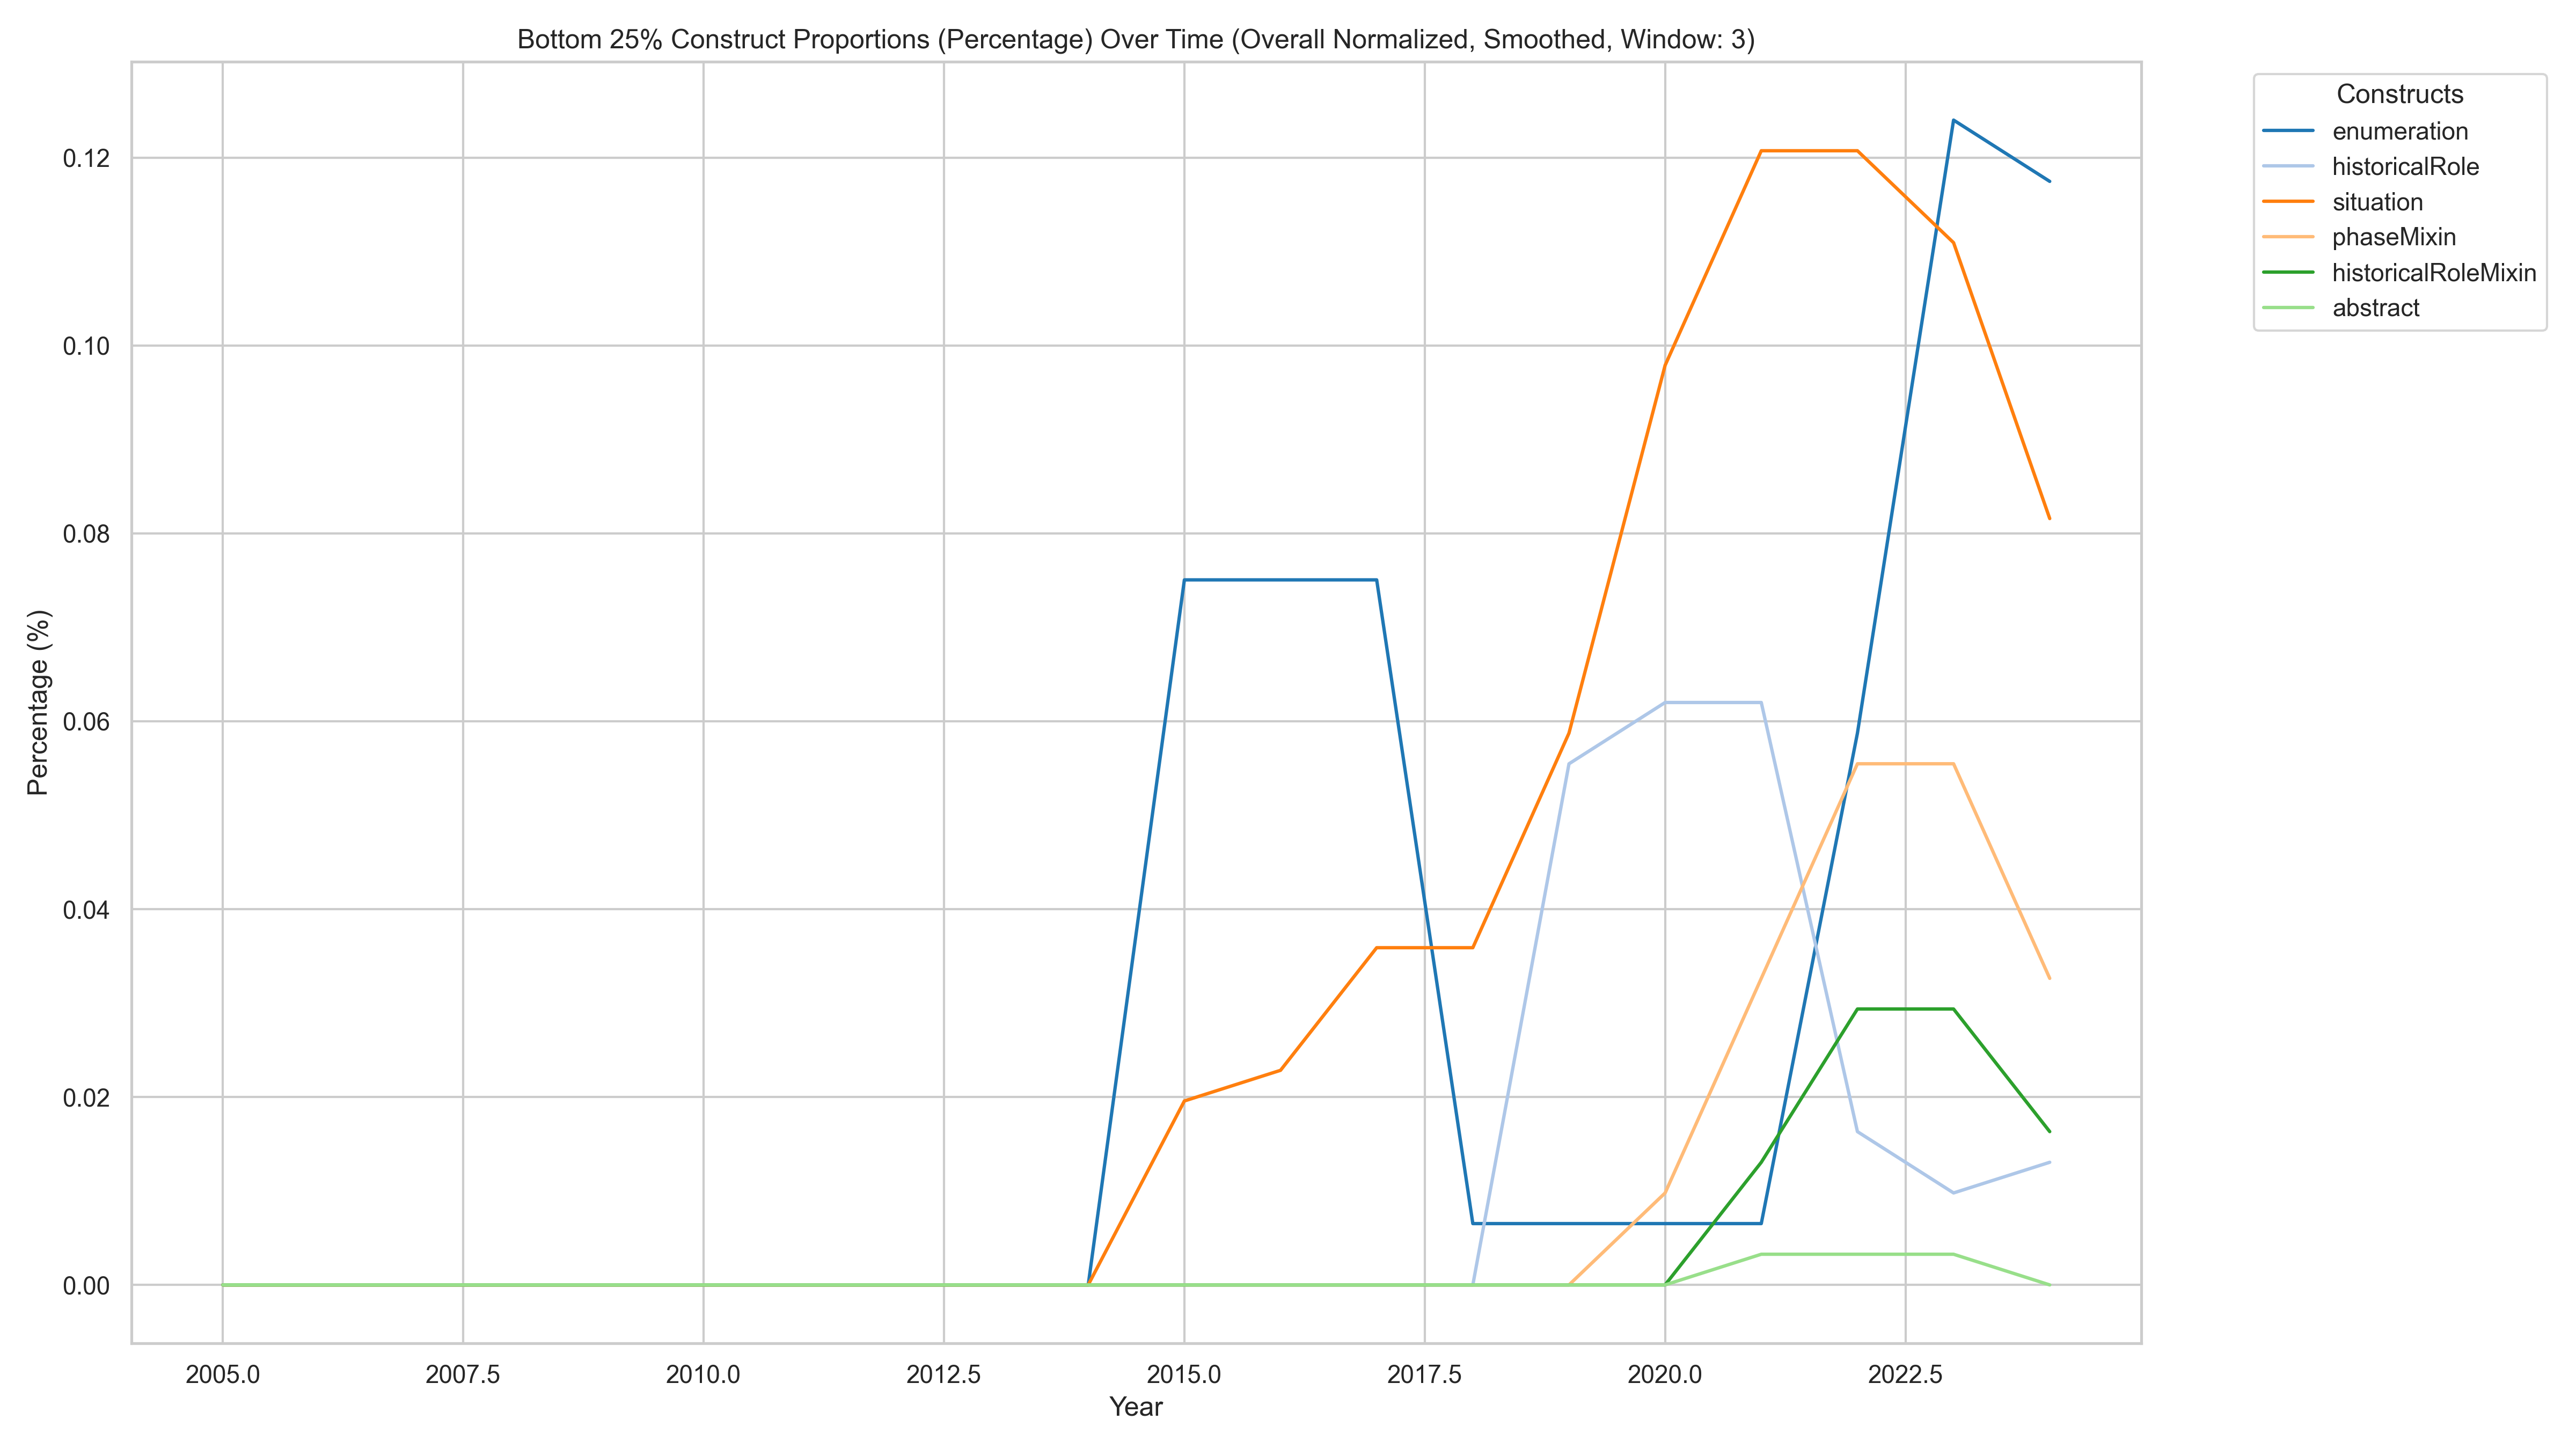 Bottom 25% Construct Proportions (Percentage) Over Time (Overall Normalized, Smoothed, Window: 3)
Constructs
enumeration
historicalRole
situation
phaseMixin
historicalRoleMixin
abstract
Percentage (%)
0.12
0.10
0.08
0.06
0.04
0.02
0.00
2005.0 2007.5 2010.0 2012.5 2015.0 2017.5 2020.0 2022.5
Year